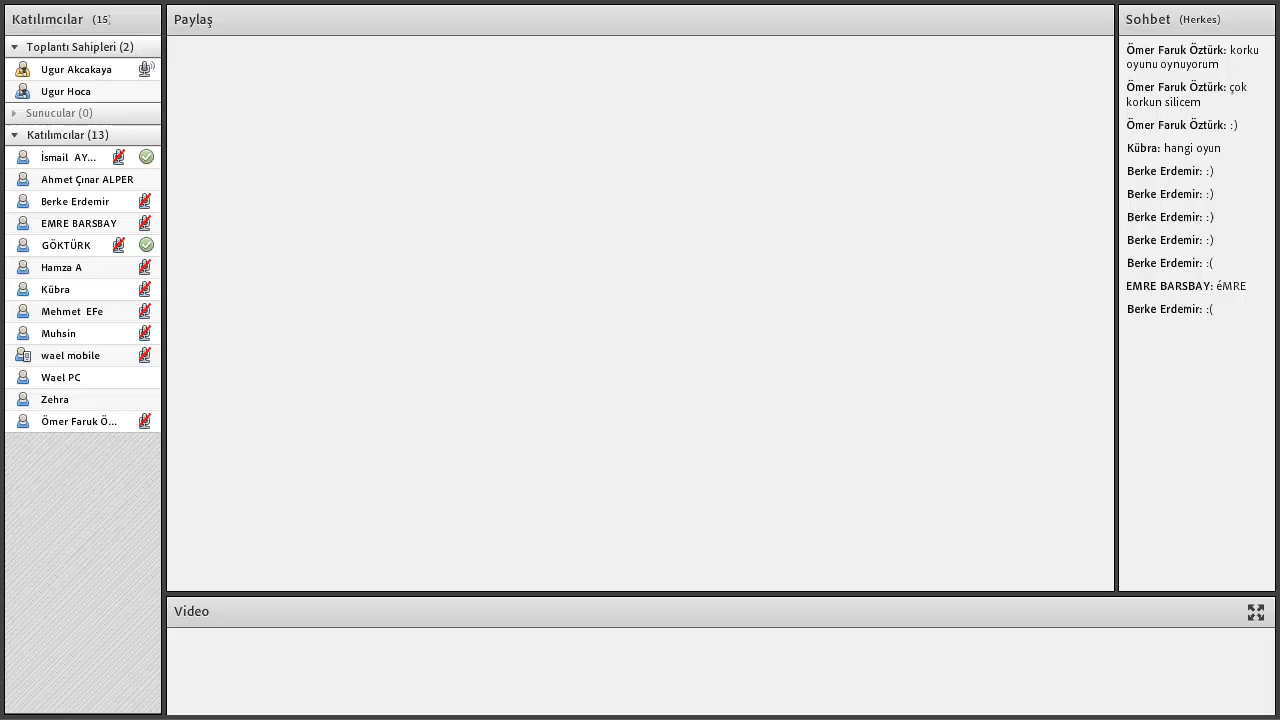 Katılımcılar (15)
Toplantı Sahipleri (2)
Ugur Akcakaya
Ugur Hoca
Sunucular (0)
Katılımcılar (13)
İsmail AY...
Ahmet Çınar ALPER
Berke Erdemir
EMRE BARSBAY
GÖKTÜRK
Hamza A
Kübra
Mehmet EFe
Muhsin
wael mobile
Wael PC
Zehra
Ömer Faruk Ö...
Paylaş
Video
Sohbet (Herkes)
Ömer Faruk Öztürk: korku
oyunu oynuyorum
Ömer Faruk Öztürk: çok
korkun silicem
Ömer Faruk Öztürk: :)
Kübra: hangi oyun
Berke Erdemir: :)
Berke Erdemir: :)
Berke Erdemir: :)
Berke Erdemir: :)
Berke Erdemir: :(
EMRE BARSBAY: éMRE
Berke Erdemir: :(